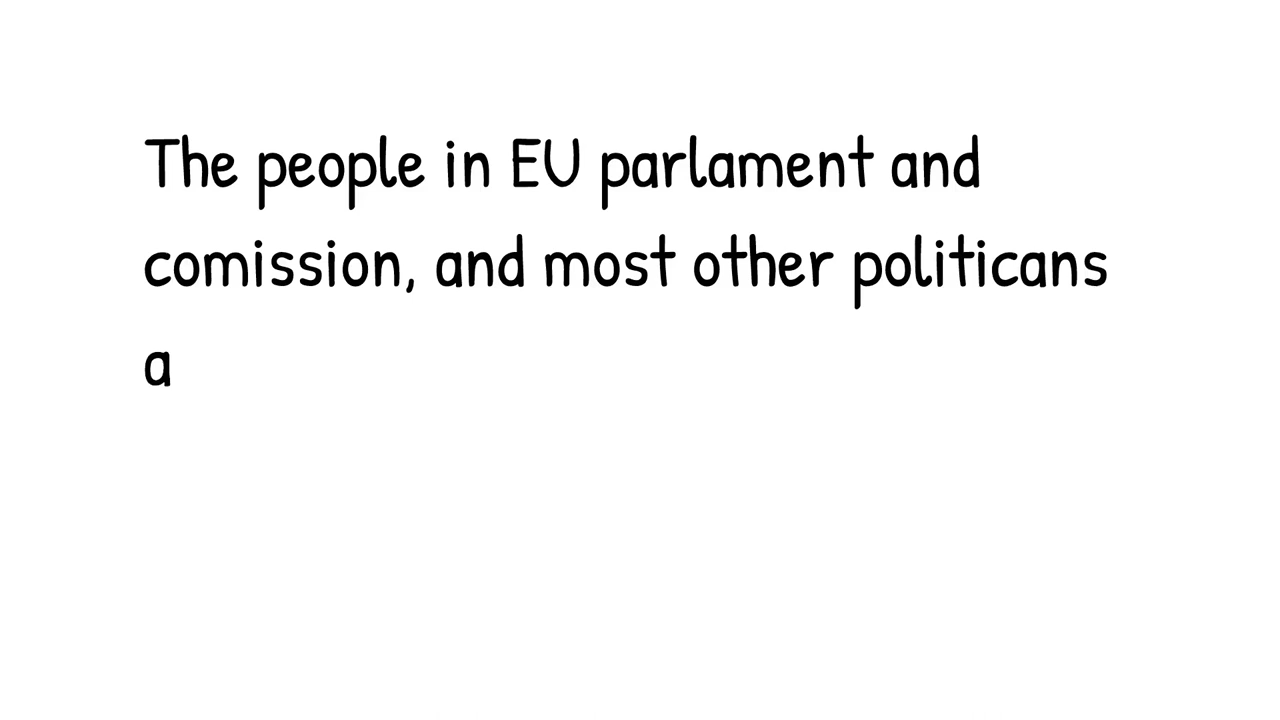 The people in EU parlament and
comission, and most other politicans
a